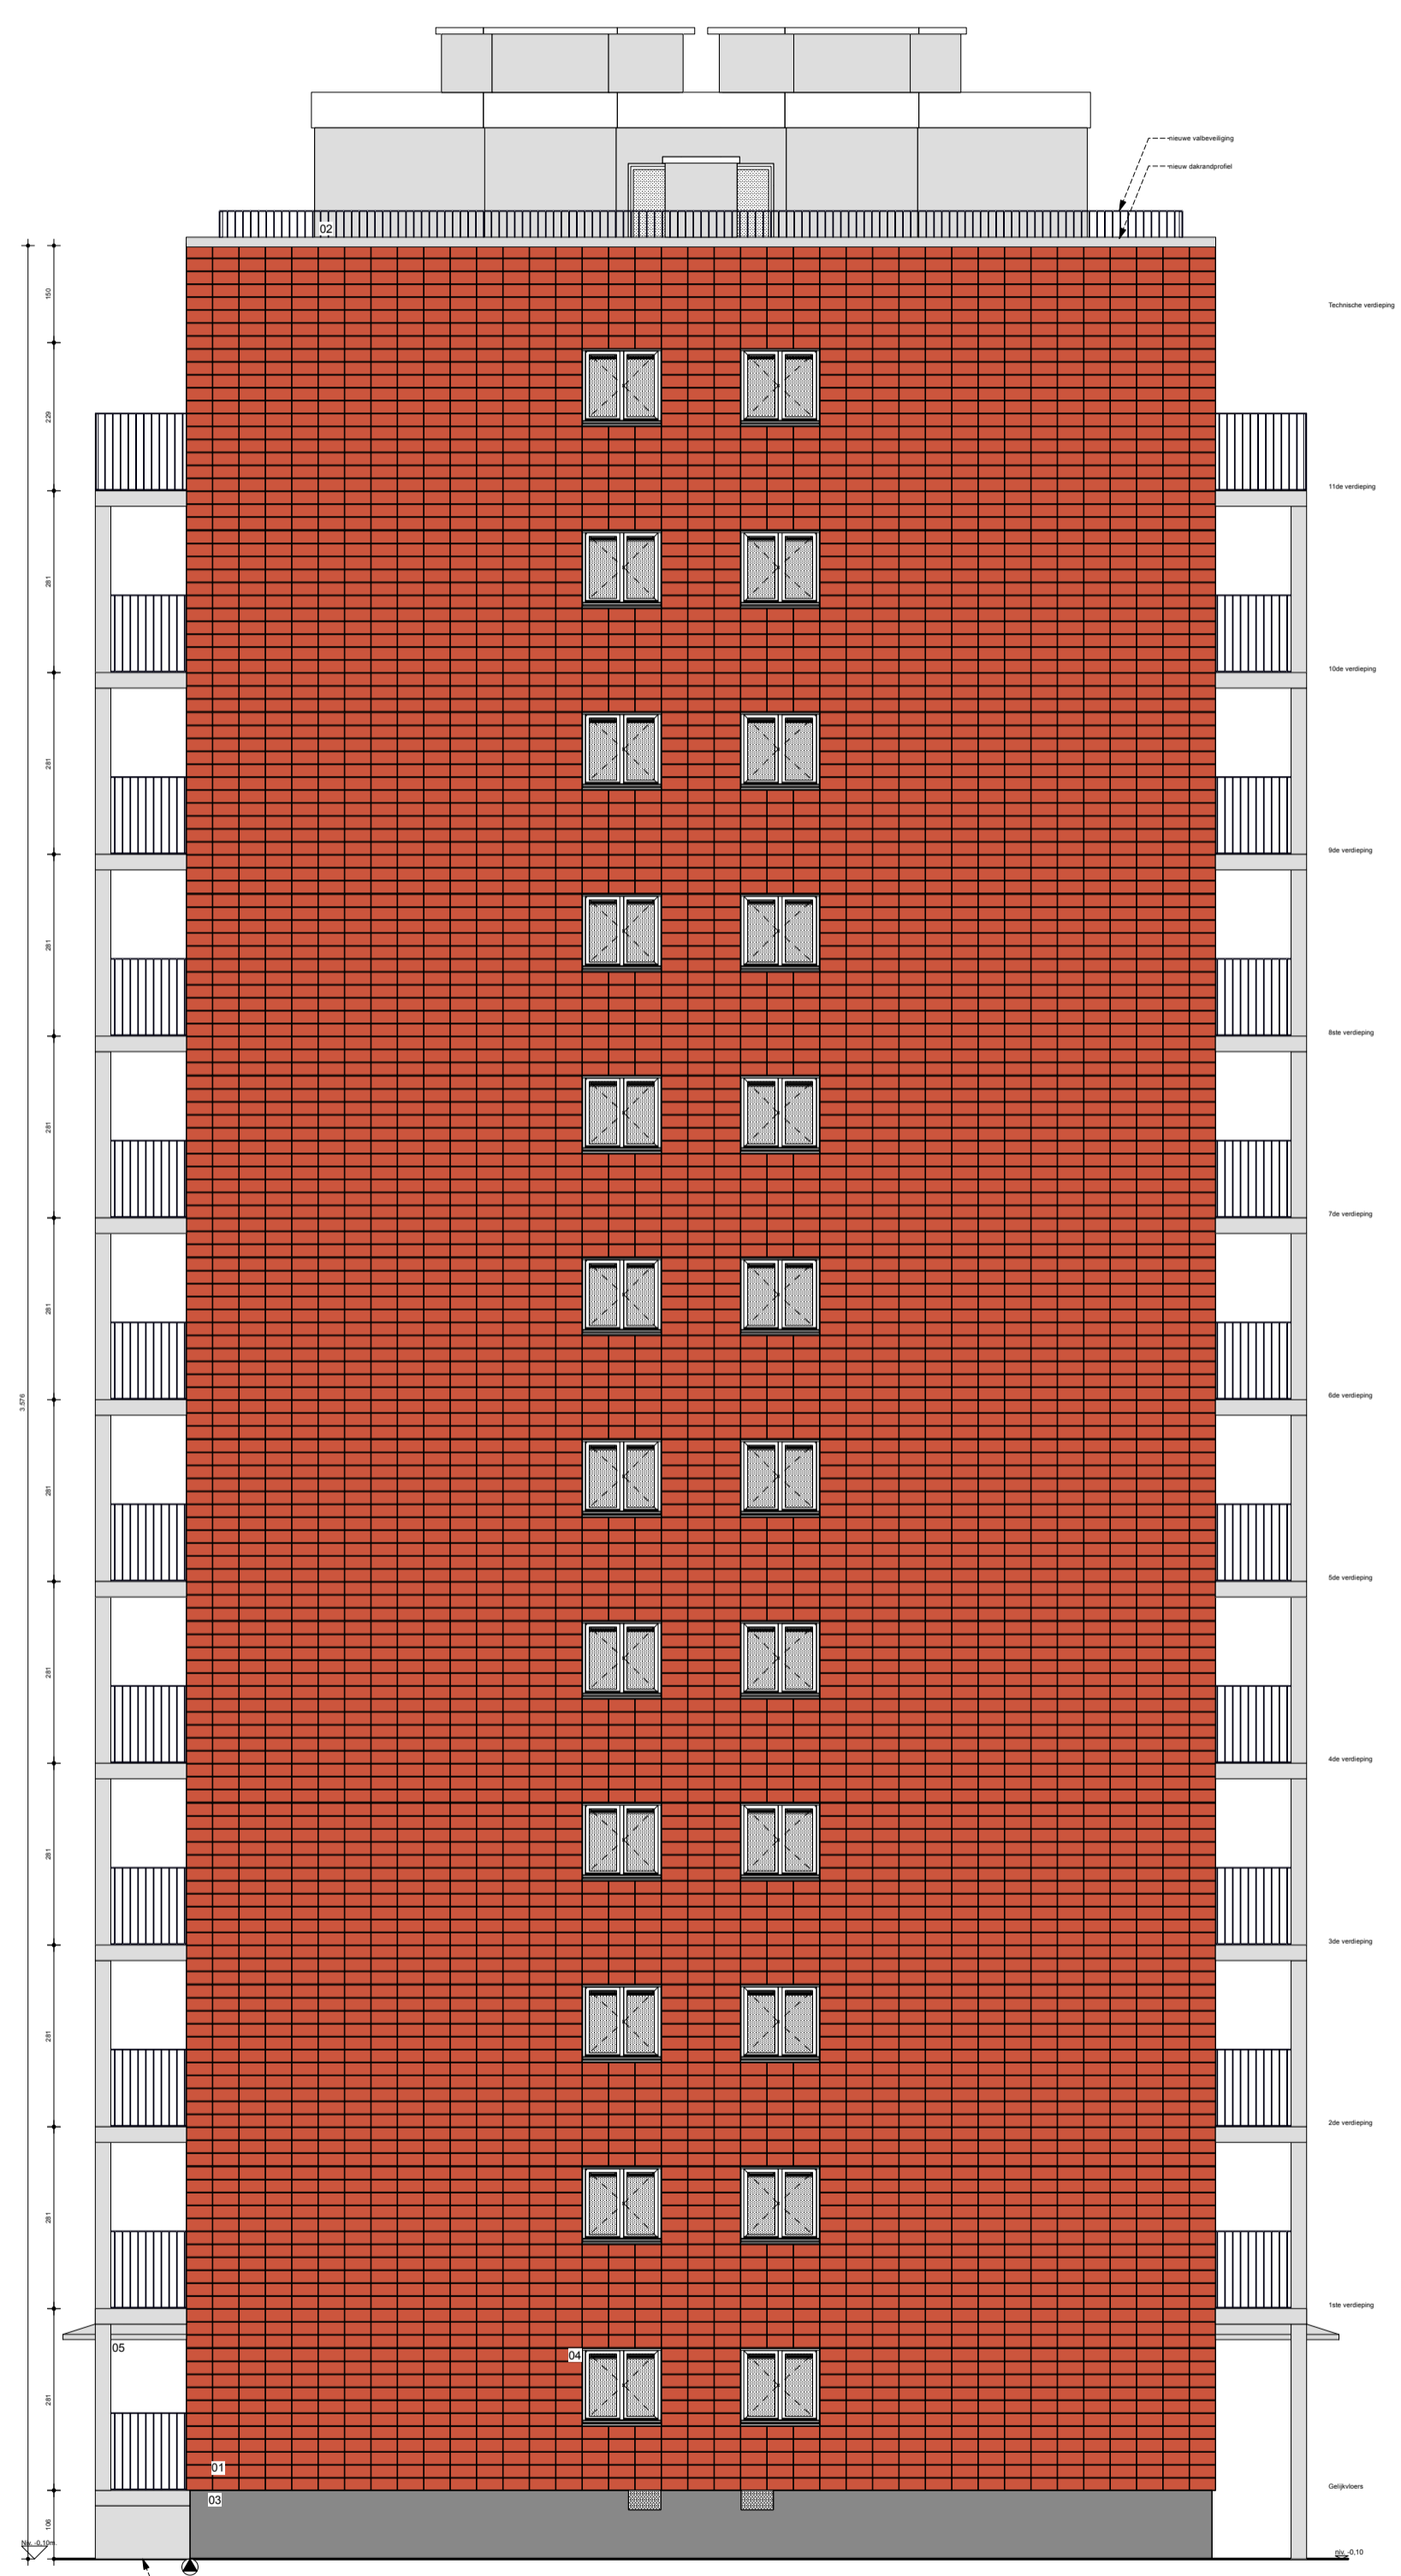 nieuwe valbeveiliging
nieuw dakrandprofiel
02
150
Technische verdieping
229
11de verdieping
281
10de verdieping
281
9de verdieping
281
8ste verdieping
281
7de verdieping
281
6de verdieping
3.576
281
5de verdieping
281
4de verdieping
281
3de verdieping
281
2de verdieping
281
1ste verdieping
05
04
281
01
Gelijkvloers
03
106
Niv. -0,10m.
niv. -0,10